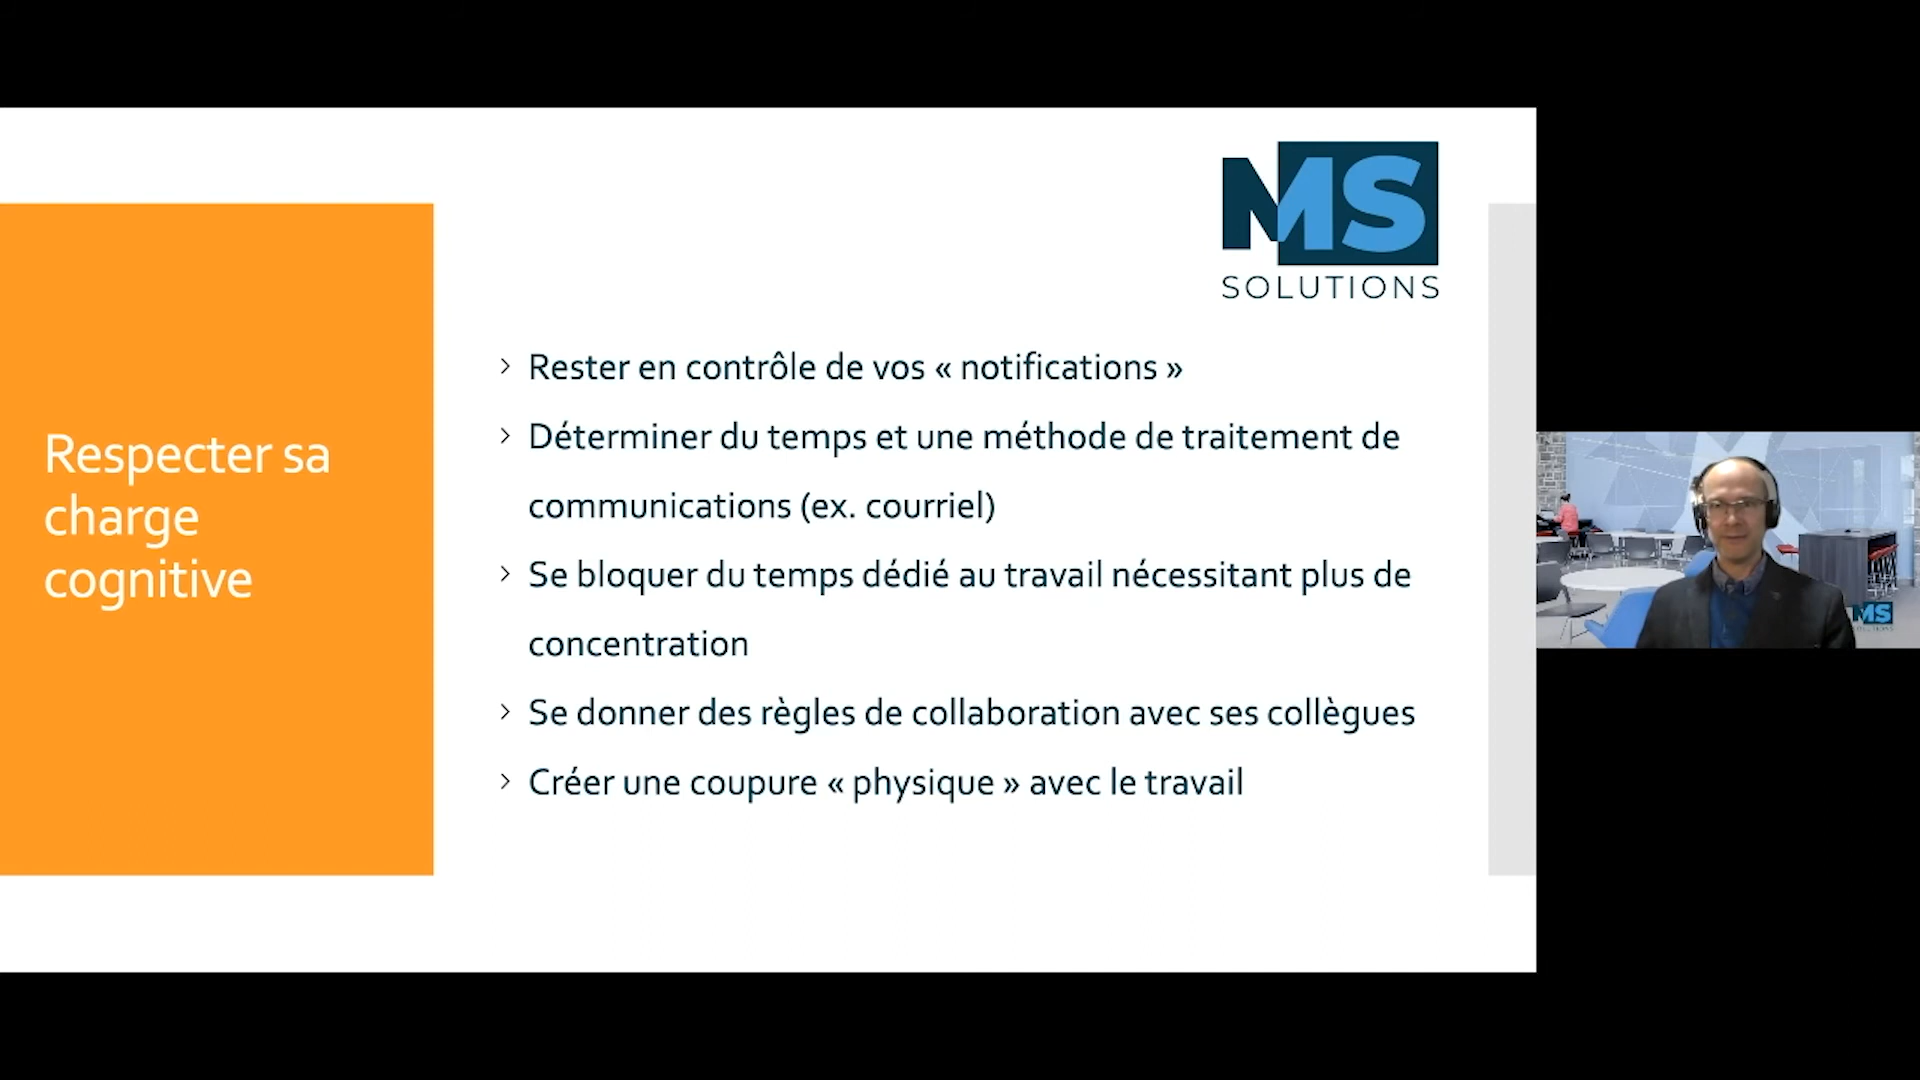 MS
SOLUTIONS
Respecter sa
charge
cognitive
› Rester en contrôle de vos « notifications »
› Déterminer du temps et une méthode de traitement de
communications (ex. courriel)
› Se bloquer du temps dédié au travail nécessitant plus de
concentration
› Se donner des règles de collaboration avec ses collègues
› Créer une coupure « physique » avec le travail
MS